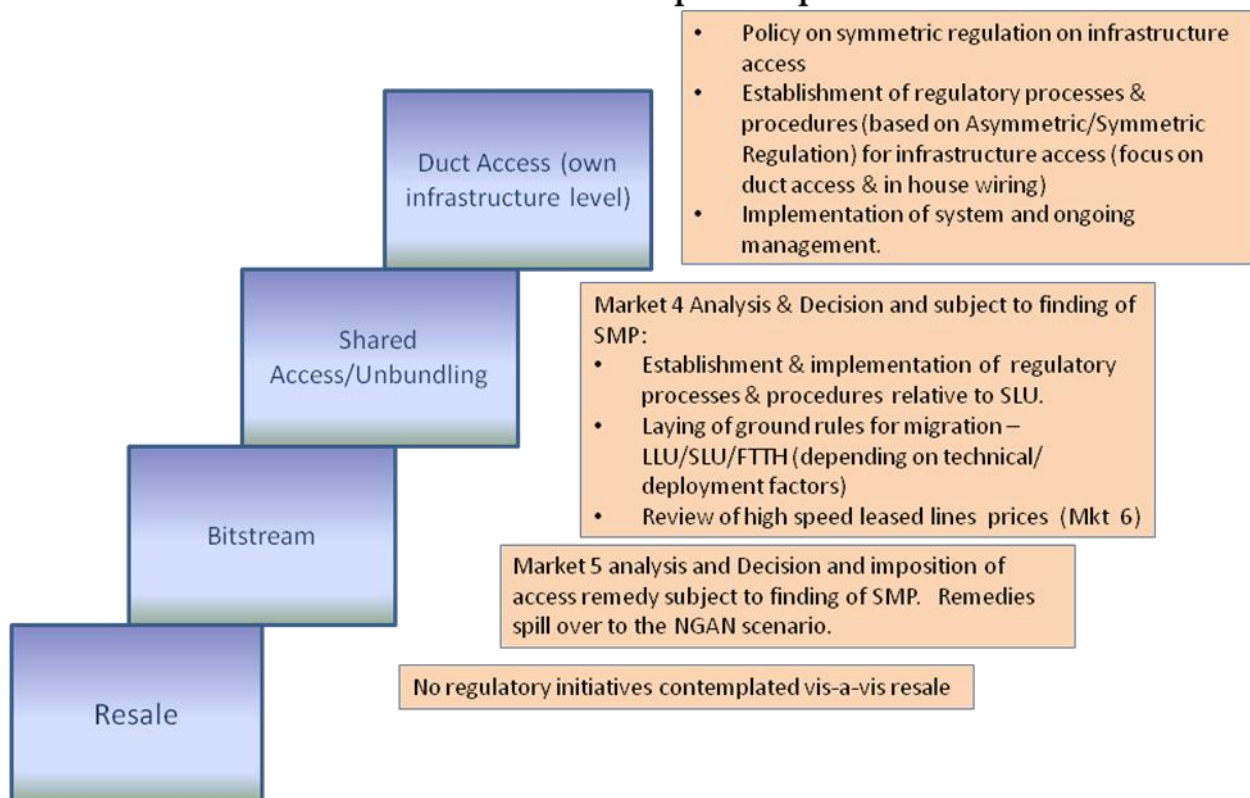 • Policy on symmetric regulation on infrastructure
access
• Establishment of regulatory processes &
procedures (based on Asymmetric/Symmetric
Regulation) for infrastructure access (focus on
duct access & in house wiring)
• Implementation of system and ongoing
management.
Duct Access (own
infrastructure level)
Market 4 Analysis & Decision and subject to finding of
SMP:
• Establishment & implementation of regulatory
processes & procedures relative to SLU.
• Laying of ground rules for migration –
LLU/SLU/FTTH (depending on technical/
deployment factors)
• Review of high speed leased lines prices (Mkt 6)
Shared
Access/Unbundling
Market 5 analysis and Decision and imposition of
access remedy subject to finding of SMP. Remedies
spill over to the NGAN scenario.
Bitstream
No regulatory initiatives contemplated vis-a-vis resale
Resale